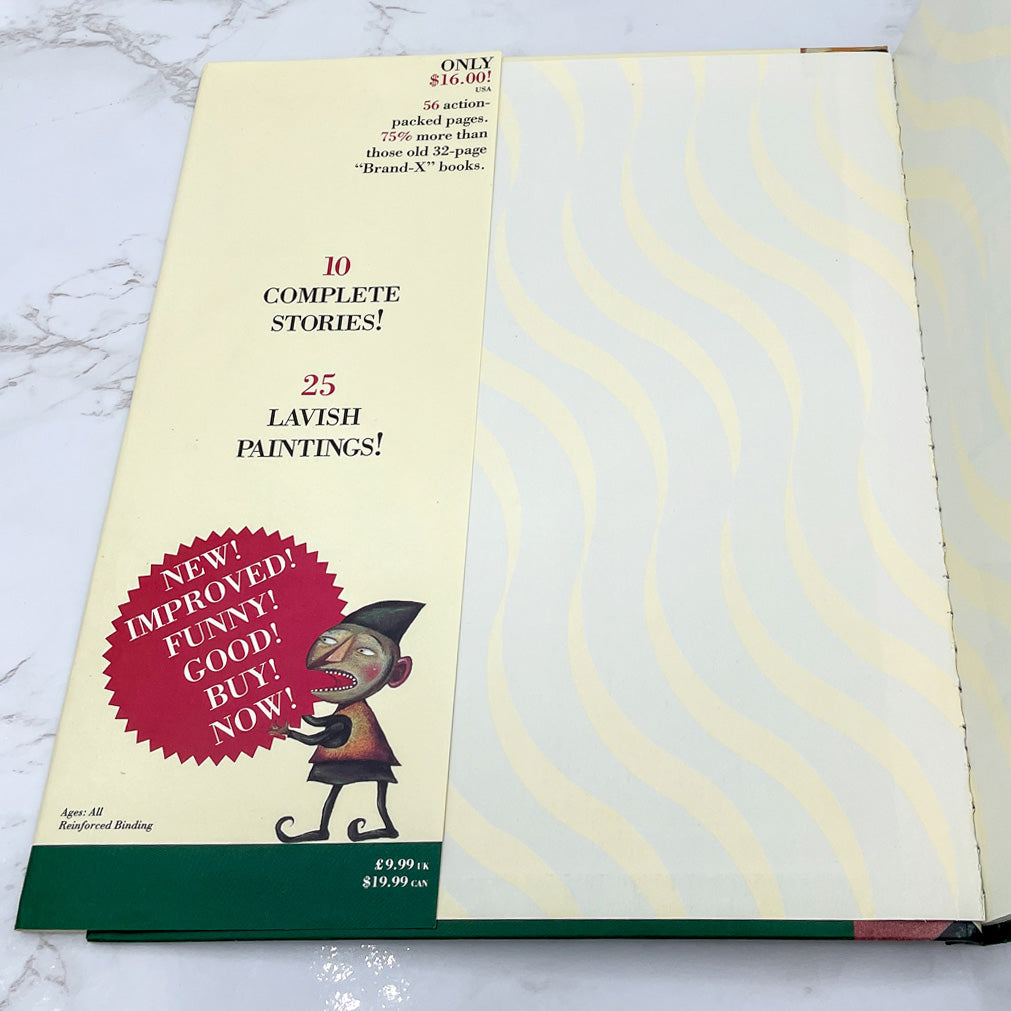 ONLY
$16.00!
USA
56 action-
packed pages.
75% more than
those old 32-page
“Brand-X” books.
10
COMPLETE
STORIES!
25
LAVISH
PAINTINGS!
NEW!
IMPROVED!
FUNNY!
GOOD!
BUY!
NOW!
Ages: All
Reinforced Binding
£9.99 UK
$19.99 CAN